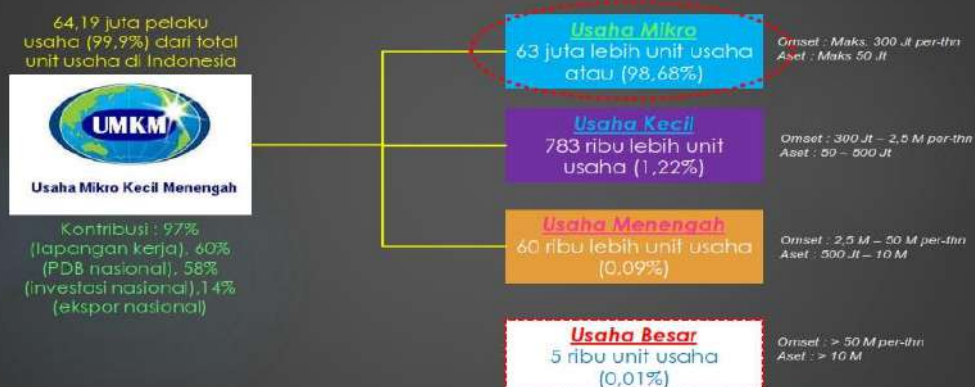 64,19 juta pelaku
usaha (99,9%) dari total
unit usaha di Indonesia
UMKM
Usaha Mikro Kecil Menengah
Kontribusi : 97%
(lapangan kerja), 60%
(PDB nasional), 58%
(investasi nasional),14%
(ekspor nasional)
Usaha Mikro
63 juta lebih unit usaha
atau (98,68%)
Omset : Maks. 300 Jt per-thn
Aset : Maks 50 Jt
Usaha Kecil
783 ribu lebih unit
usaha (1,22%)
Omset : 300 Jt – 2,5 M per-thn
Aset : 50 – 500 Jt
Usaha Menengah
60 ribu lebih unit usaha
(0,09%)
Omset : 2,5 M – 50 M per-thn
Aset : 500 Jt – 10 M
Usaha Besar
5 ribu unit usaha
(0,01%)
Omset : > 50 M per-thn
Aset : > 10 M